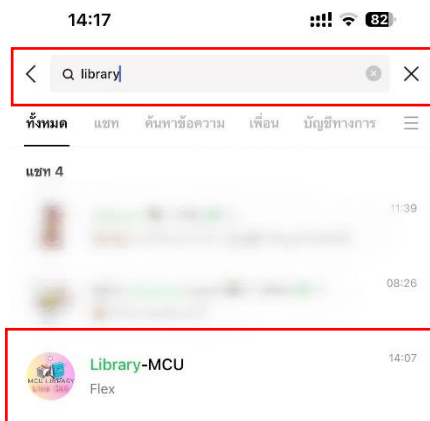 14:17 82
library
ทั้งหมด แชท ค้นหาข้อความ เพื่อน บัญชีทางการ
แชท 4
11:39
08:26
Library-MCU 14:07
Flex
MCU LIBRARY